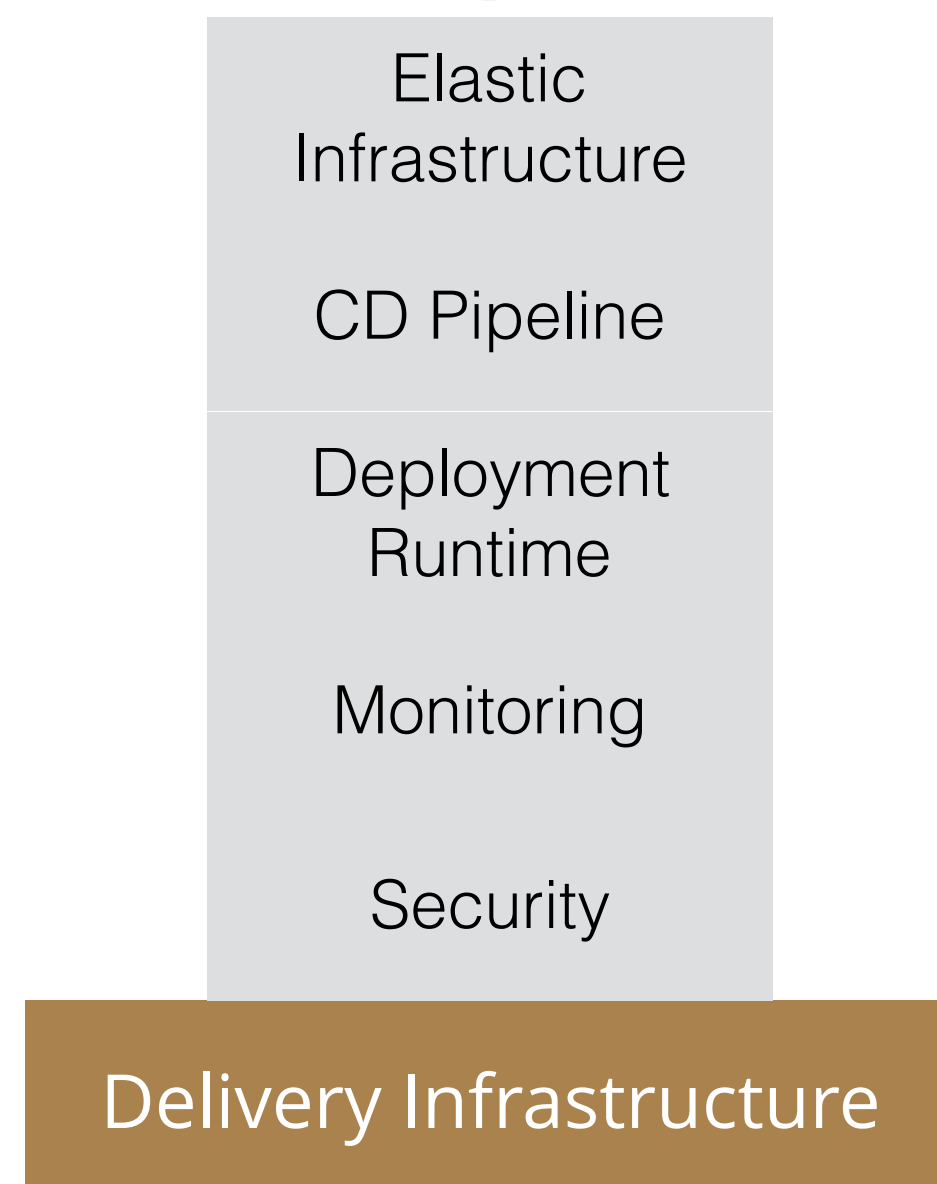 Elastic
Infrastructure
CD Pipeline
Deployment
Runtime
Monitoring
Security
Delivery Infrastructure